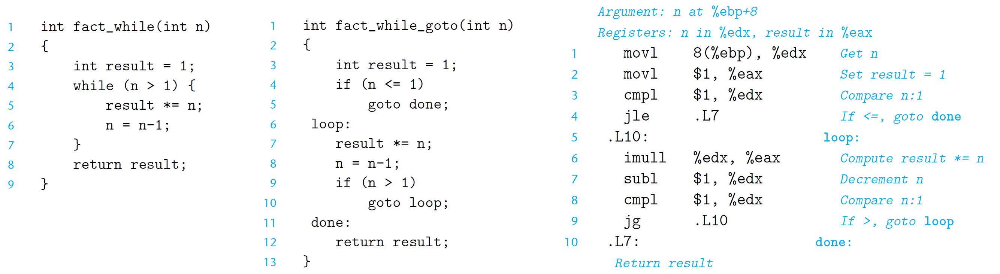 1 int fact_while(int n)
2 {
3 int result = 1;
4 while (n > 1) {
5 result *= n;
6 n = n-1;
7 }
8 return result;
9 }
1 int fact_while_goto(int n)
2 {
3 int result = 1;
4 if (n <= 1)
5 goto done;
6 loop:
7 result *= n;
8 n = n-1;
9 if (n > 1)
10 goto loop;
11 done:
12 return result;
13 }
Argument: n at %ebp+8
Registers: n in %edx, result in %eax
1 movl 8(%ebp), %edx Get n
2 movl $1, %eax Set result = 1
3 cmpl $1, %edx Compare n:1
4 jle .L7 If <=, goto done
5 .L10: loop:
6 imull %edx, %eax Compute result *= n
7 subl $1, %edx Decrement n
8 cmpl $1, %edx Compare n:1
9 jg .L10 If >, goto loop
10 .L7: done:
Return result